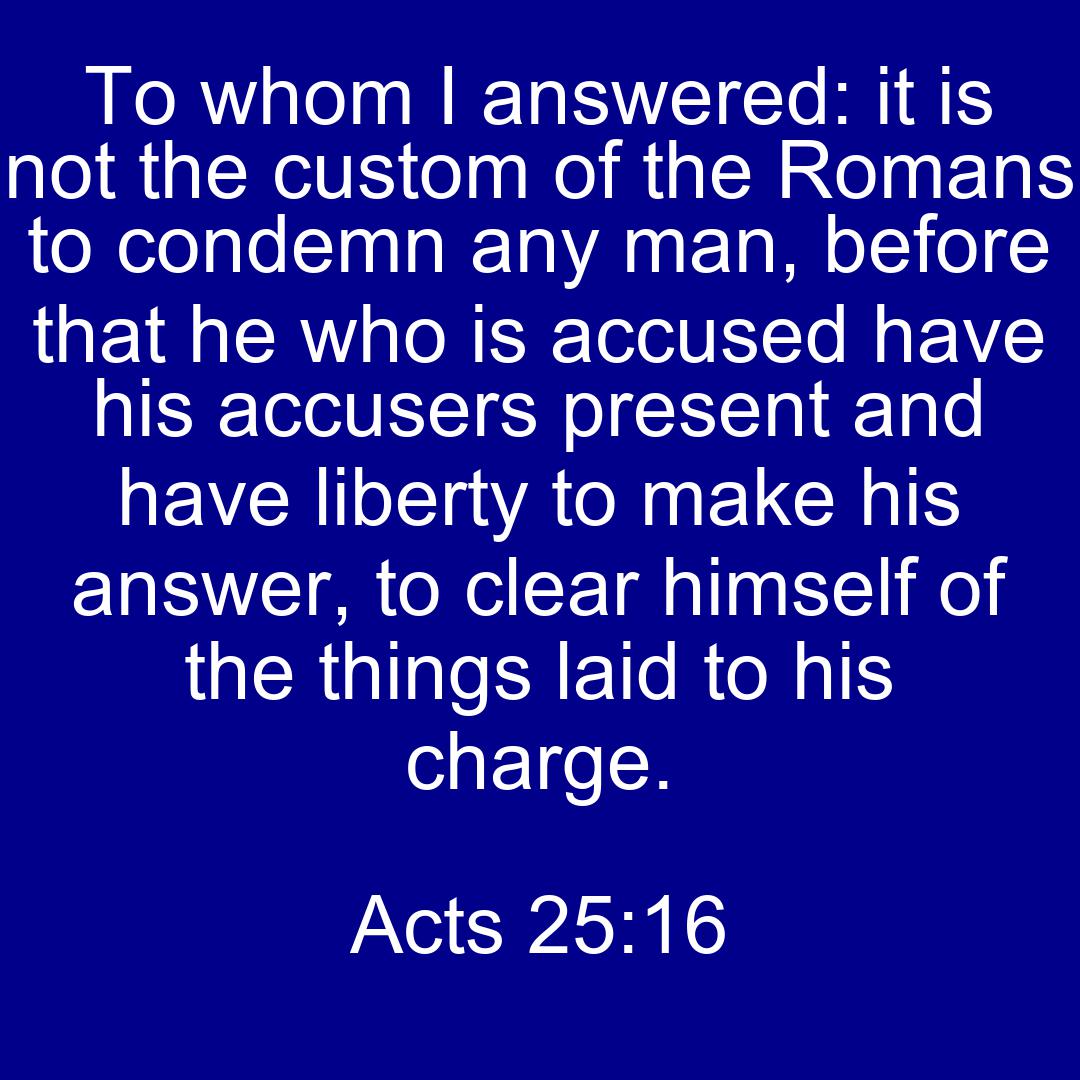 To whom I answered: it is
not the custom of the Romans
to condemn any man, before
that he who is accused have
his accusers present and
have liberty to make his
answer, to clear himself of
the things laid to his
charge.
Acts 25:16